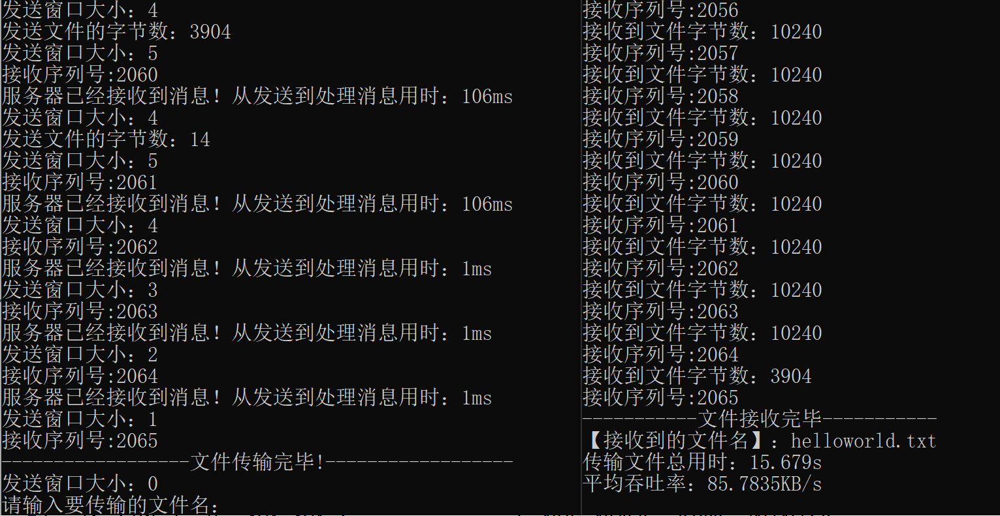 发送窗口大小：4
发送文件的字节数：3904
发送窗口大小：5
接收序列号:2060
服务器已经接收到消息！从发送到处理消息用时：106ms
发送窗口大小：4
发送文件的字节数：14
发送窗口大小：5
接收序列号:2061
服务器已经接收到消息！从发送到处理消息用时：106ms
发送窗口大小：4
接收序列号:2062
服务器已经接收到消息！从发送到处理消息用时：1ms
发送窗口大小：3
接收序列号:2063
服务器已经接收到消息！从发送到处理消息用时：1ms
发送窗口大小：2
接收序列号:2064
服务器已经接收到消息！从发送到处理消息用时：1ms
发送窗口大小：1
接收序列号:2065
------------------文件传输完毕!------------------
发送窗口大小：0
请输入要传输的文件名：
接收序列号:2056
接收到文件字节数：10240
接收序列号:2057
接收到文件字节数：10240
接收序列号:2058
接收到文件字节数：10240
接收序列号:2059
接收到文件字节数：10240
接收序列号:2060
接收到文件字节数：10240
接收序列号:2061
接收到文件字节数：10240
接收序列号:2062
接收到文件字节数：10240
接收序列号:2063
接收到文件字节数：10240
接收序列号:2064
接收到文件字节数：3904
接收序列号:2065
-----------文件接收完毕-----------
【接收到的文件名】：helloworld.txt
传输文件总用时：15.679s
平均吞吐率：85.7835KB/s